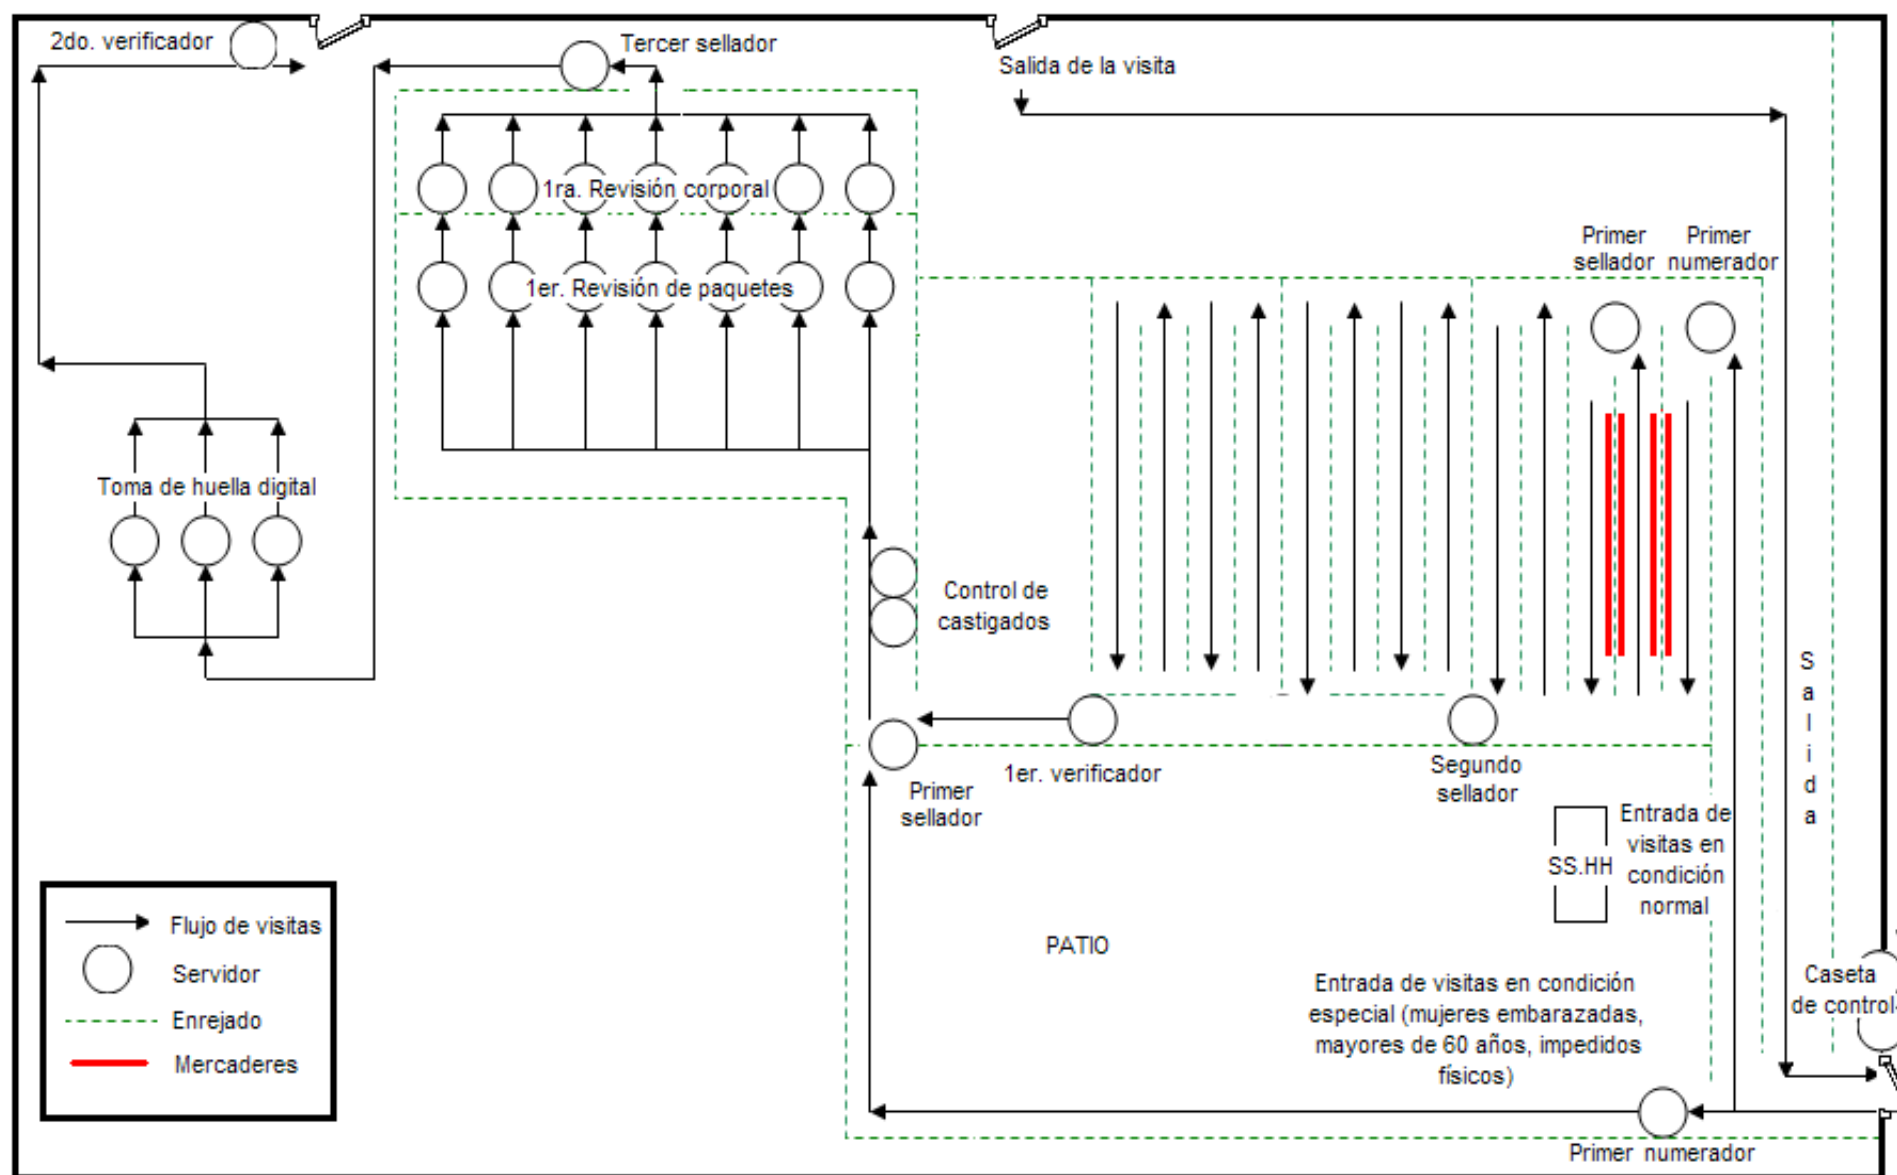 2do. verificador
Tercer sellador
Salida de la visita
1ra. Revisión corporal
1er. Revisión de paquetes
Primer
sellador
Primer
numerador
Toma de huella digital
Control de
castigados
Salida
1er. verificador
Segundo
sellador
Primer
sellador
Entrada de
visitas en
condición
normal
SS.HH
PATIO
Entrada de visitas en condición
especial (mujeres embarazadas,
mayores de 60 años, impedidos
físicos)
Caseta
de control
Primer numerador
Flujo de visitas
Servidor
Enrejado
Mercaderes